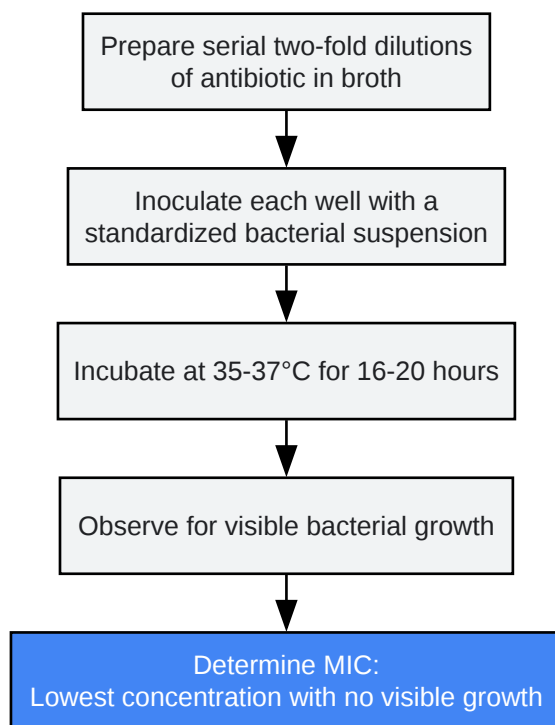 Prepare serial two-fold dilutions
of antibiotic in broth
Inoculate each well with a
standardized bacterial suspension
Incubate at 35-37°C for 16-20 hours
Observe for visible bacterial growth
Determine MIC:
Lowest concentration with no visible growth